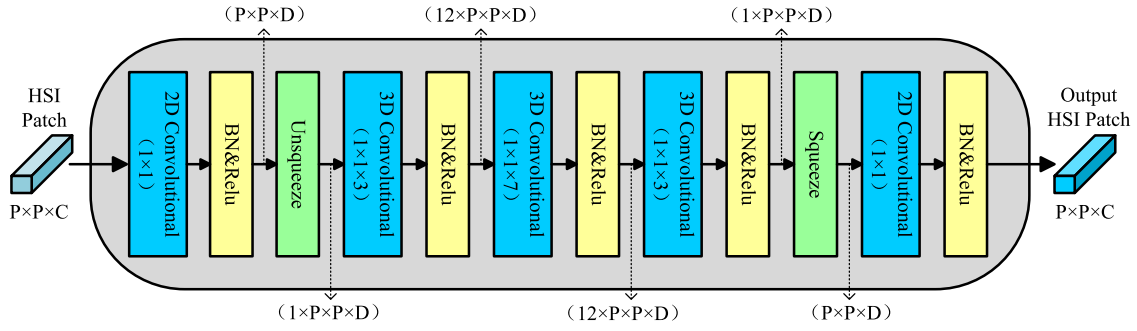 （P×P×D）
（12×P×P×D）
（1×P×P×D）
HSI
Patch
P×P×C
2D Convolutional
（1×1）
BN&Relu
Unsqueeze
3D Convolutional
（1×1×3）
BN&Relu
3D Convolutional
（1×1×7）
BN&Relu
3D Convolutional
（1×1×3）
BN&Relu
Squeeze
2D Convolutional
（1×1）
BN&Relu
Output
HSI Patch
P×P×C
（1×P×P×D）
（12×P×P×D）
（P×P×D）